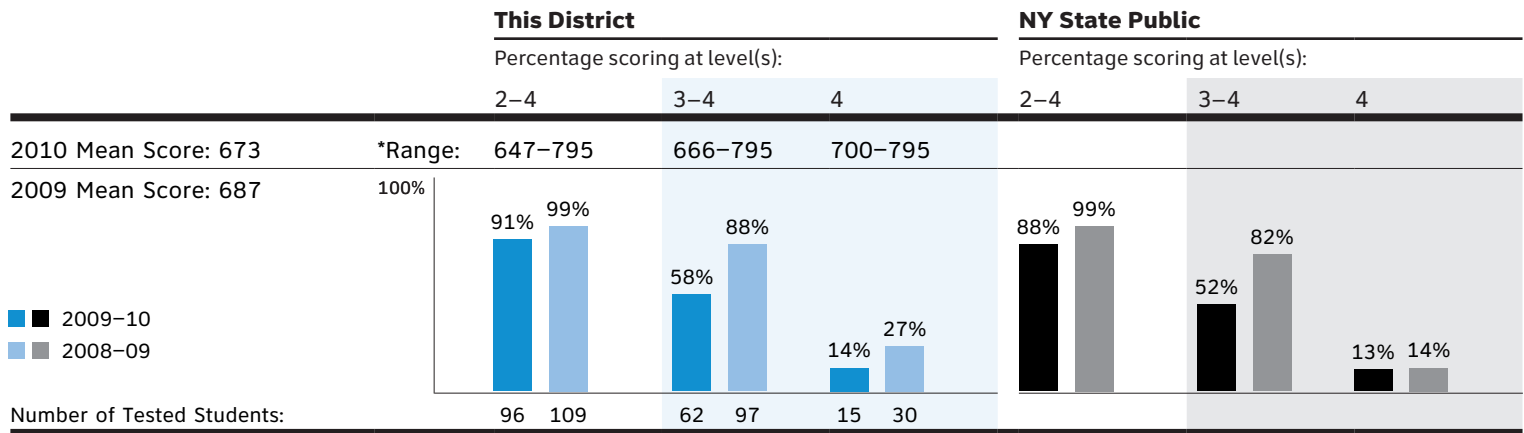 This District NY State Public
Percentage scoring at level(s): Percentage scoring at level(s):
2–4 3–4 4 2–4 3–4 4
2010 Mean Score: 673 *Range: 647–795 666–795 700–795
2009 Mean Score: 687 100%
91% 99% 58% 88% 14% 27% 88% 99% 52% 82% 13% 14%
2009–10
2008–09
Number of Tested Students: 96 109 62 97 15 30